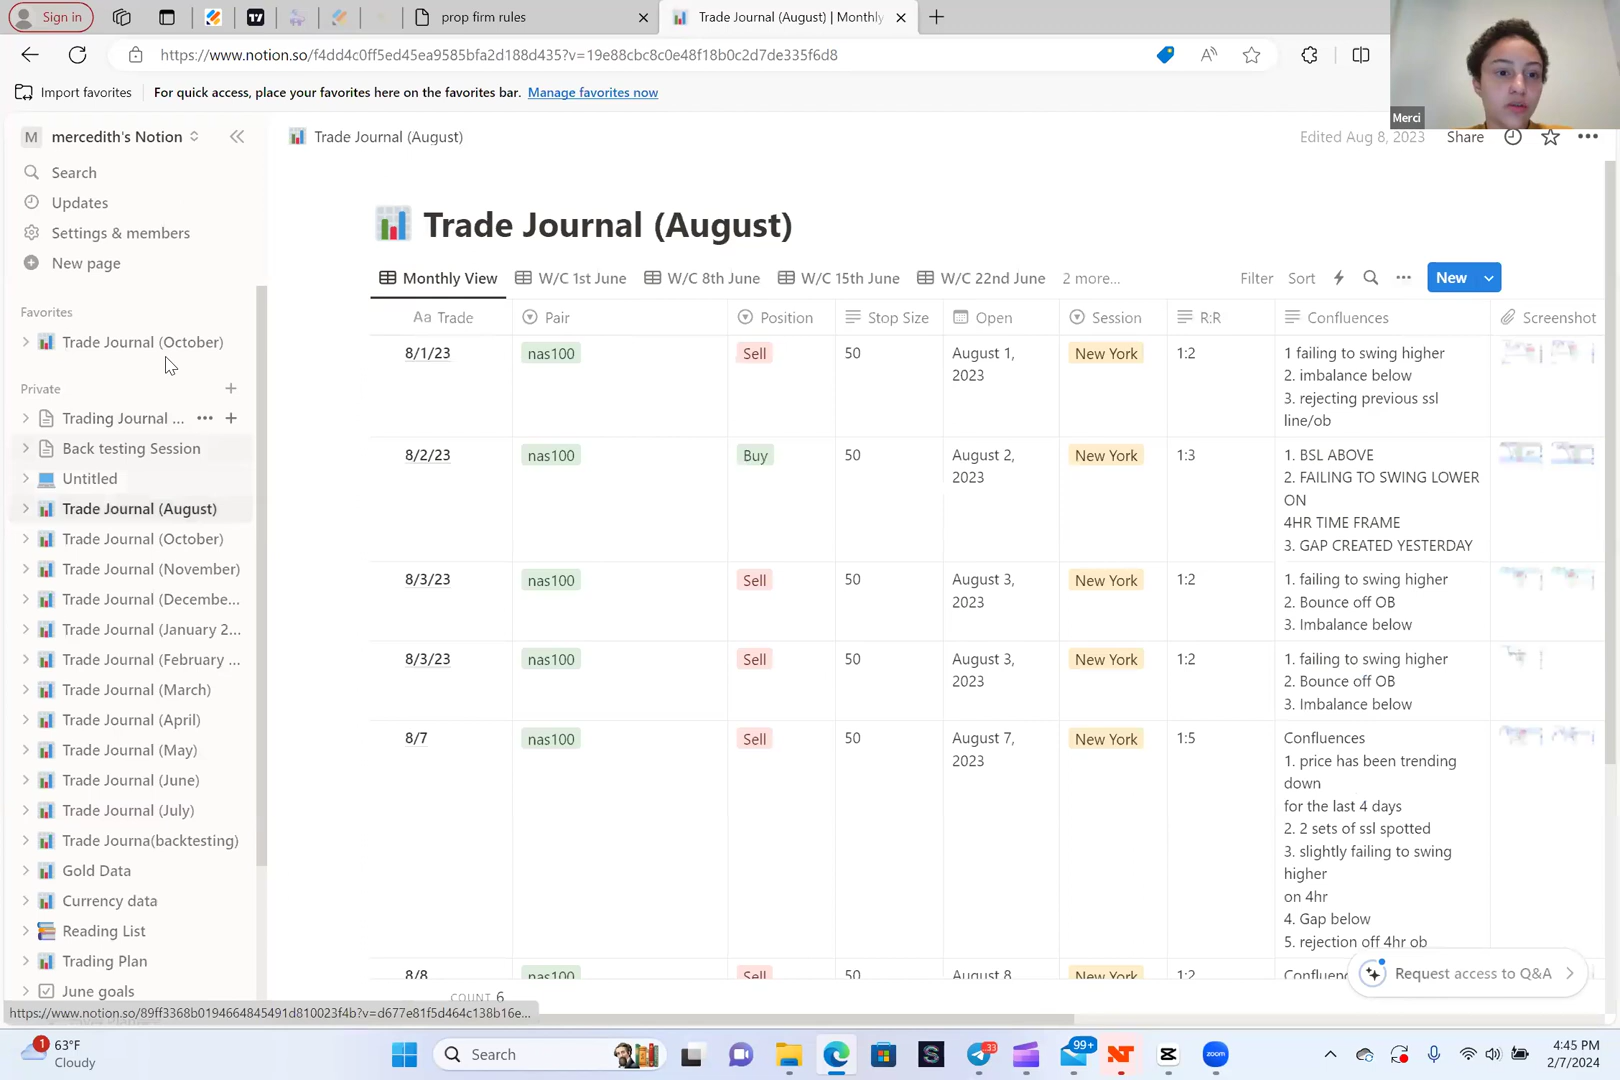 Sign in
prop firm rules
Trade Journal (August) | Monthly
https://www.notion.so/f4dd4c0ff5ed45ea9585bfa2d188d435?v=19e88cbc8c0e48f18b0c2d7de335f6d8
Import favorites
For quick access, place your favorites here on the favorites bar. Manage favorites now
Merci
M mercedith's Notion
Trade Journal (August)
Edited Aug 8, 2023
Share
Search
Updates
Settings & members
New page
Favorites
Trade Journal (October)
Private
Trading Journal ...
Back testing Session
Untitled
Trade Journal (August)
Trade Journal (October)
Trade Journal (November)
Trade Journal (Decembe...
Trade Journal (January 2...
Trade Journal (February ...
Trade Journal (March)
Trade Journal (April)
Trade Journal (May)
Trade Journal (June)
Trade Journal (July)
Trade Journa(backtesting)
Gold Data
Currency data
Reading List
Trading Plan
June goals
Trade Journal (August)
Monthly View
W/C 1st June
W/C 8th June
W/C 15th June
W/C 22nd June
2 more...
Filter
Sort
New
Aa Trade
Pair
Position
Stop Size
Open
Session
R:R
Confluences
Screenshot
8/1/23
nas100
Sell
50
August 1,
2023
New York
1:2
1 failing to swing higher
2. imbalance below
3. rejecting previous ssl
line/ob
8/2/23
nas100
Buy
50
August 2,
2023
New York
1:3
1. BSL ABOVE
2. FAILING TO SWING LOWER
ON
4HR TIME FRAME
3. GAP CREATED YESTERDAY
8/3/23
nas100
Sell
50
August 3,
2023
New York
1:2
1. failing to swing higher
2. Bounce off OB
3. Imbalance below
8/3/23
nas100
Sell
50
August 3,
2023
New York
1:2
1. failing to swing higher
2. Bounce off OB
3. Imbalance below
8/7
nas100
Sell
50
August 7,
2023
New York
1:5
Confluences
1. price has been trending
down
for the last 4 days
2. 2 sets of ssl spotted
3. slightly failing to swing
higher
on 4hr
4. Gap below
5. rejection off 4hr ob
8/8
nas100
Sell
50
August 8
New York
1:2
COUNT 6
Request access to Q&A
https://www.notion.so/89ff3368b0194664845491d810023f4b?v=d677e81f5d464c138b16e...
1
63°F
Cloudy
Search
33
99+
zoom
4:45 PM
2/7/2024